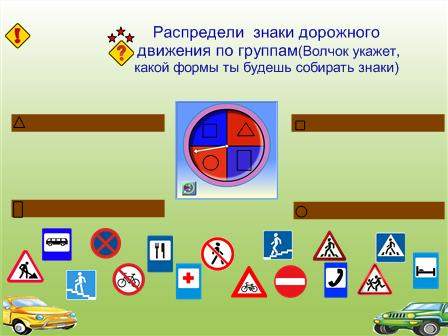 Распредели знаки дорожного
движения по группам(Волчок укажет,
какой формы ты будешь собирать знаки)